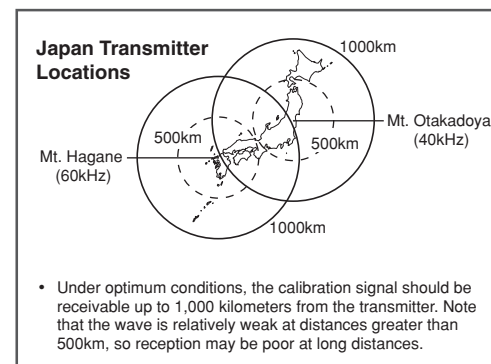 Japan Transmitter
Locations
1000km
500km
Mt. Otakadoya
(40kHz)
500km
Mt. Hagane
(60kHz)
1000km
• Under optimum conditions, the calibration signal should be
receivable up to 1,000 kilometers from the transmitter. Note
that the wave is relatively weak at distances greater than
500km, so reception may be poor at long distances.